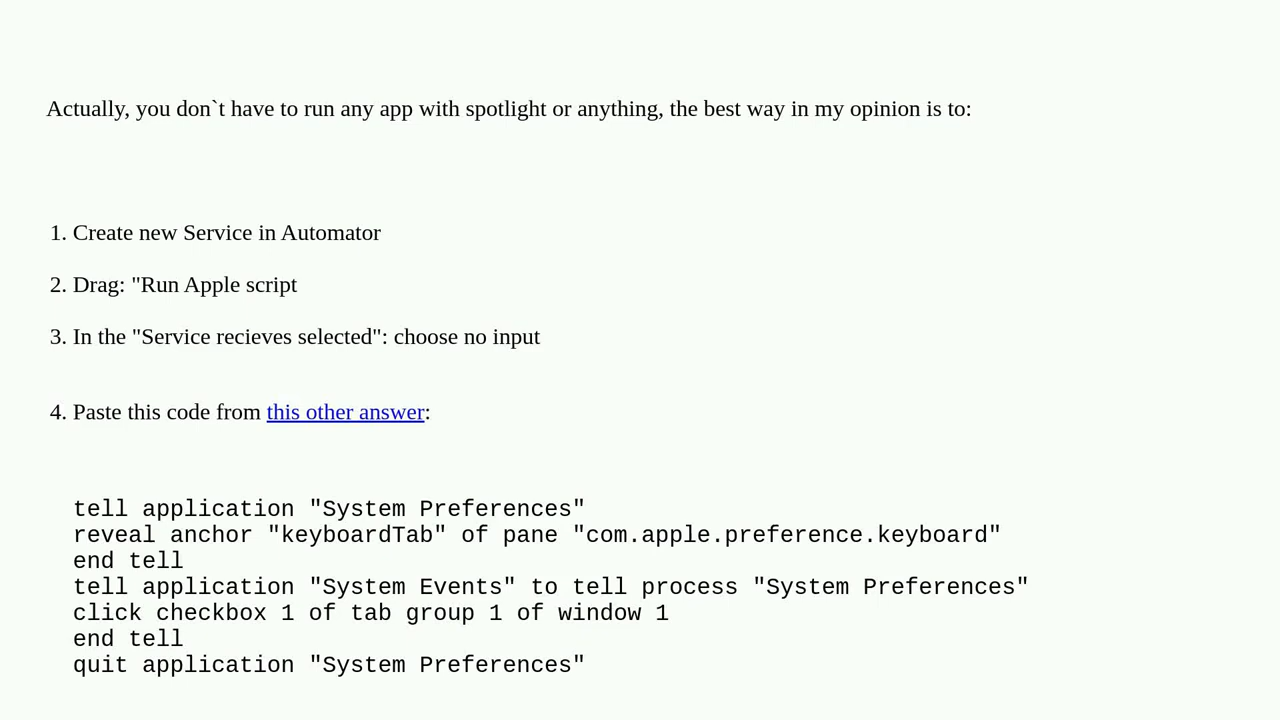 Actually, you don`t have to run any app with spotlight or anything, the best way in my opinion is to:
1. Create new Service in Automator
2. Drag: "Run Apple script
3. In the "Service recieves selected": choose no input
4. Paste this code from this other answer:
tell application "System Preferences"
reveal anchor "keyboardTab" of pane "com.apple.preference.keyboard"
end tell
tell application "System Events" to tell process "System Preferences"
click checkbox 1 of tab group 1 of window 1
end tell
quit application "System Preferences"